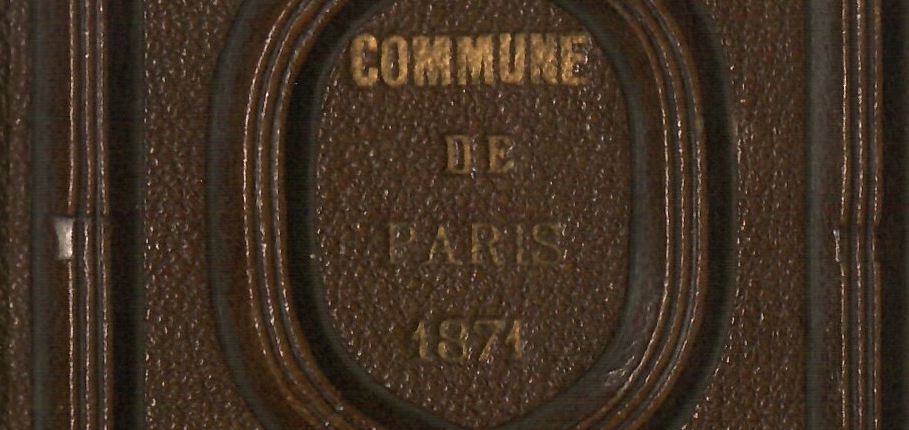 COMMUNE
DE
PARIS
1871